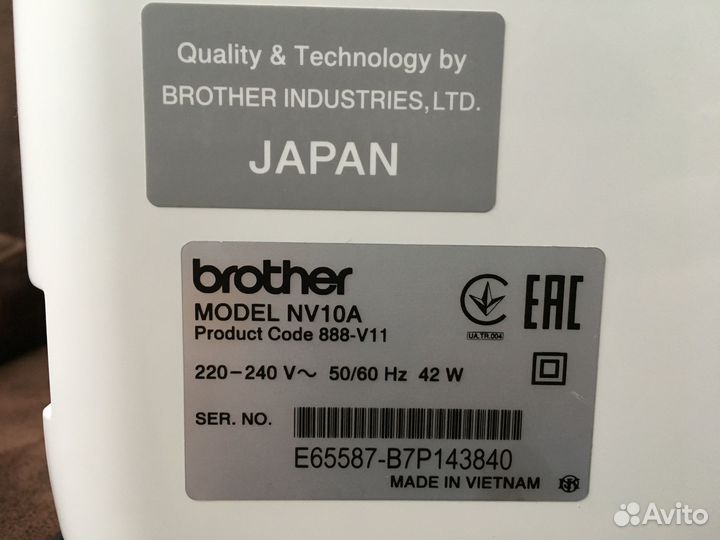 Quality & Technology by
BROTHER INDUSTRIES,LTD.
JAPAN
brother
MODEL NV10A
Product Code 888-V11
220-240 V~ 50/60 Hz 42 W
UA.TR.004
EAC
SER. NO.
E65587-B7P143840
MADE IN VIETNAM
Avito